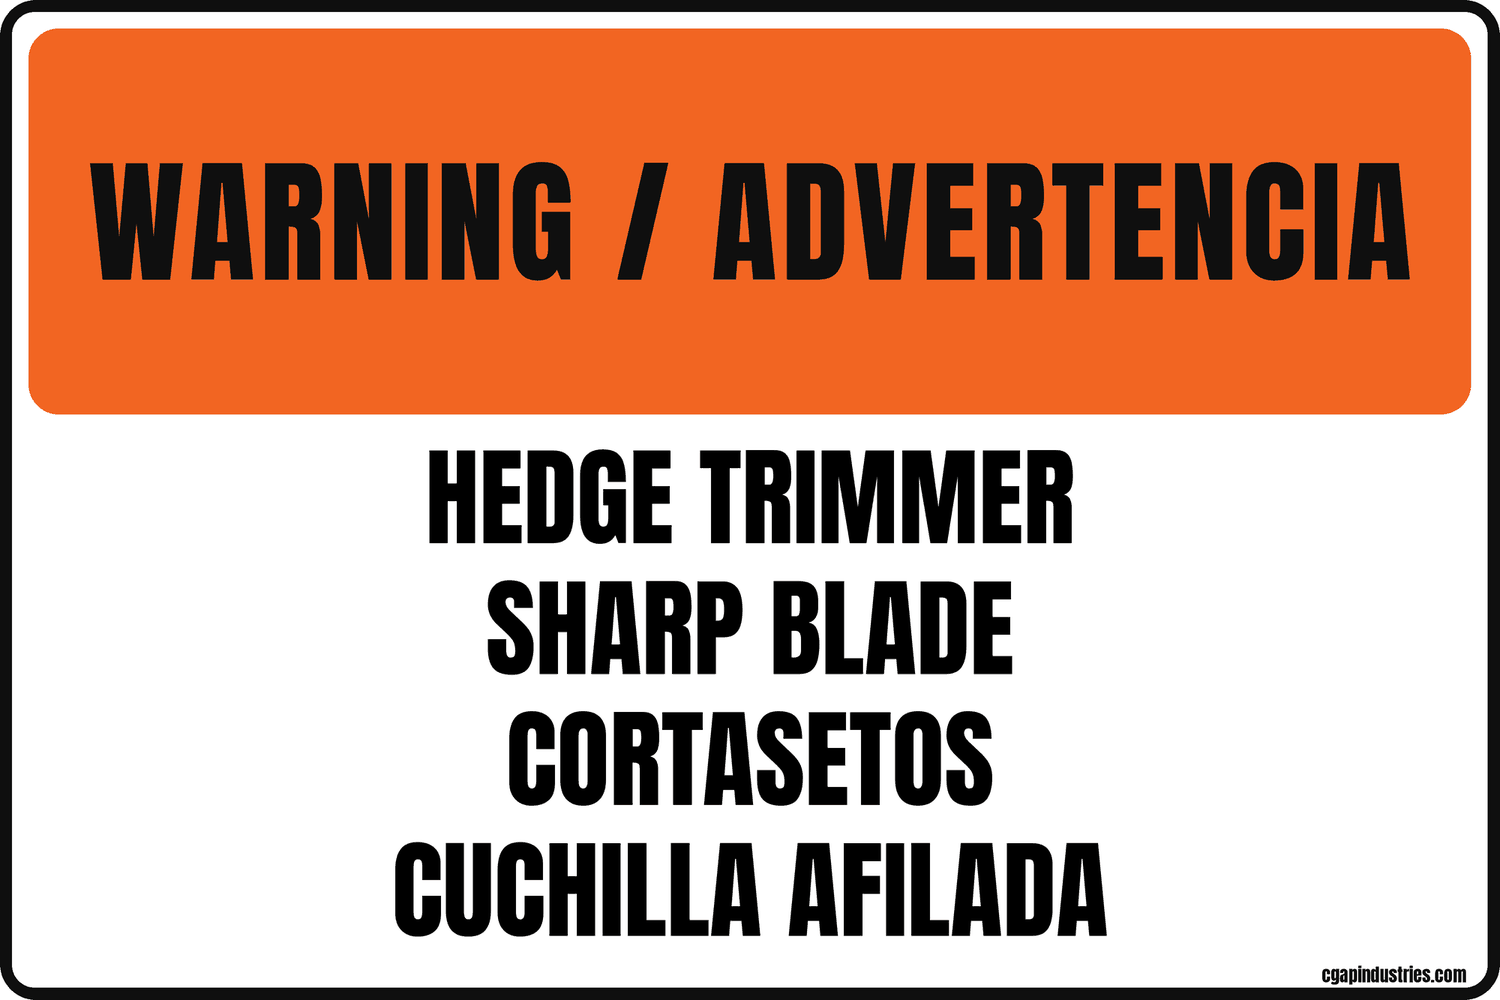 WARNING / ADVERTENCIA
HEDGE TRIMMER
SHARP BLADE
CORTASETOS
CUCHILLA AFILADA
cgapindustries.com